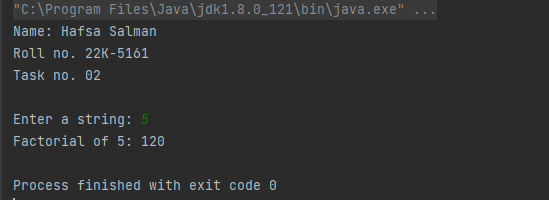 "C:\Program Files\Java\jdk1.8.0_121\bin\java.exe" ...
Name: Hafsa Salman
Roll no. 22K-5161
Task no. 02
Enter a string: 5
Factorial of 5: 120
Process finished with exit code 0